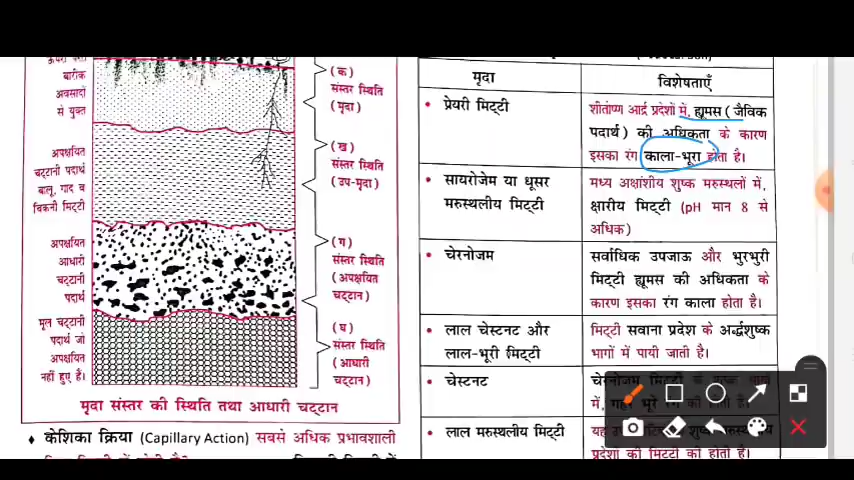 बारीक
अवसादों
से युक्त
अपक्षयित
चट्टानी पदार्थ
बालू, गाद व
चिकनी मिट्टी
अपक्षयित
आधारी
चट्टानी
पदार्थ
मूल चट्टानी
पदार्थ जो
अपक्षयित
नहीं हुए है।
(क)
संस्तर स्थिति
(मृदा)
(ख)
संस्तर स्थिति
(उप-मृदा)
(ग)
संस्तर स्थिति
(अपक्षयित
चट्टान)
(घ)
संस्तर स्थिति
(आधारी
चट्टान)
मृदा संस्तर की स्थिति तथा आधारी चट्टान
♦ केशिका क्रिया (Capillary Action) सबसे अधिक प्रभावशाली
मृदा
विशेषताएँ
• प्रेयरी मिट्टी
शीतोष्ण आर्द्र प्रदेशों में, ह्यूमस (जैविक
पदार्थ) की अधिकता के कारण
इसका रंग काला-भूरा होता है।
• सायरोजेम या धूसर
मरुस्थलीय मिट्टी
मध्य अक्षांशीय शुष्क मरुस्थलों में,
क्षारीय मिट्टी (pH मान 8 से
अधिक)
• चेरनोजम
सर्वाधिक उपजाऊ और भुरभुरी
मिट्टी ह्यूमस की अधिकता के
कारण इसका रंग काला होता है।
• लाल चेस्टनट और
लाल-भूरी मिट्टी
मिट्टी सवाना प्रदेश के अर्द्धशुष्क
भागों में पायी जाती है।
• चेस्टनट
में,
• लाल मरुस्थलीय मिट्टी
यह
प्रदेशों की मिट्टी की होती है।